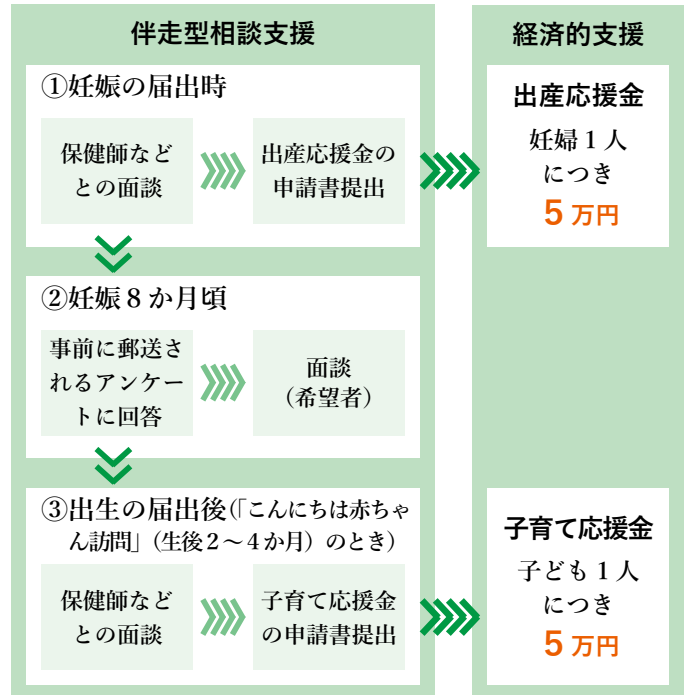 伴走型相談支援
①妊娠の届出時
保健師など
との面談
出産応援金の
申請書提出
②妊娠８か月頃
事前に郵送さ
れるアンケー
トに回答
面談
（希望者）
③出生の届出後(「こんにちは赤ちゃ
ん訪問」（生後２〜４か月）のとき)
保健師など
との面談
子育て応援金
の申請書提出
経済的支援
出産応援金
妊婦１人
につき
5 万円
子育て応援金
子ども１人
につき
5 万円